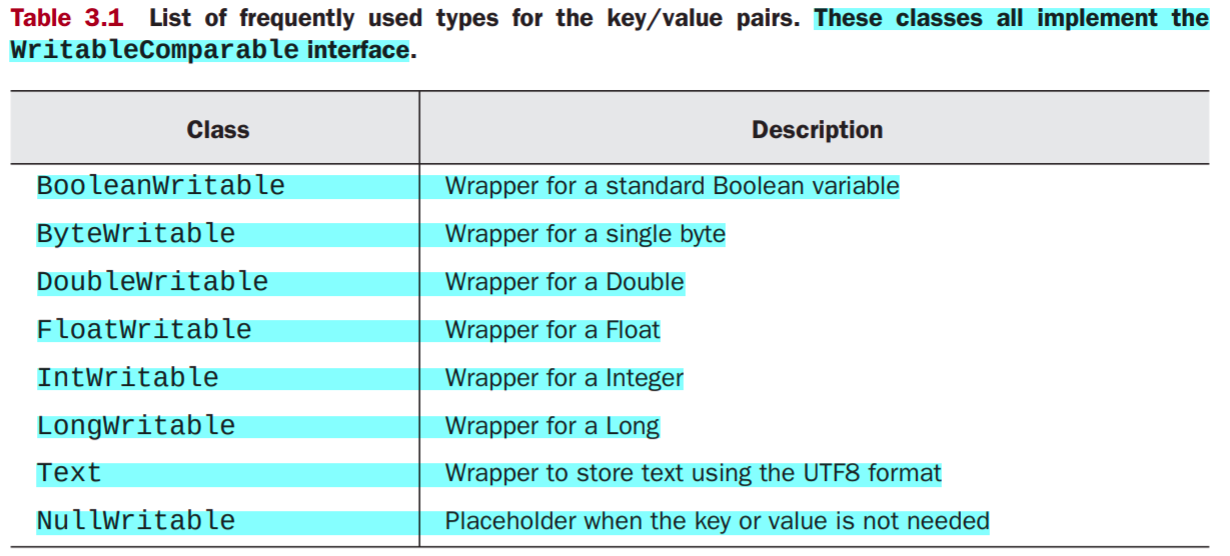 Table 3.1 List of frequently used types for the key/value pairs. These classes all implement the
WritableComparable interface.
Class Description
BooleanWritable Wrapper for a standard Boolean variable
ByteWritable Wrapper for a single byte
DoubleWritable Wrapper for a Double
FloatWritable Wrapper for a Float
IntWritable Wrapper for a Integer
LongWritable Wrapper for a Long
Text Wrapper to store text using the UTF8 format
NullWritable Placeholder when the key or value is not needed